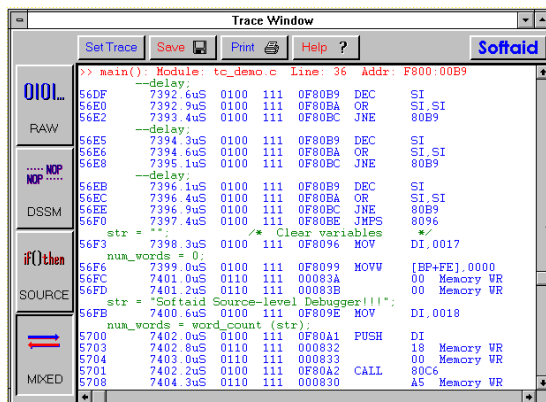 Trace Window
Set Trace Save Print Help ? Softaid
>> main(): Module: tc_demo.c Line: 36 Addr: F800:00B9
--delay;
56DF 7392.6uS 0100 111 0F80B9 DEC SI
56E0 7392.9uS 0100 111 0F80BA OR SI,SI
56E2 7393.4uS 0100 111 0F80BC JNE 80B9
--delay;
56E5 7394.3uS 0100 111 0F80B9 DEC SI
56E6 7394.6uS 0100 111 0F80BA OR SI,SI
56E8 7395.1uS 0100 111 0F80BC JNE 80B9
--delay;
56EB 7396.1uS 0100 111 0F80B9 DEC SI
56EC 7396.4uS 0100 111 0F80BA OR SI,SI
56EE 7396.9uS 0100 111 0F80BC JNE 80B9
56F0 7397.4uS 0100 111 0F80BE JMPS 8096
str = ""; /* Clear variables */
56F3 7398.3uS 0100 111 0F8096 MOV DI,0017
num_words = 0;
56F6 7399.0uS 0100 111 0F8099 MOVW [BP+FE],0000
56FC 7401.0uS 0110 111 00083A 00 Memory WR
56FD 7401.2uS 0110 111 00083B 00 Memory WR
str = "Softaid Source-level Debugger!!!";
56FB 7400.6uS 0100 111 0F809E MOV DI,0018
num_words = word_count (str);
5700 7402.0uS 0100 111 0F80A1 PUSH DI
5703 7402.8uS 0110 111 000832 18 Memory WR
5704 7403.0uS 0110 111 000833 00 Memory WR
5701 7402.2uS 0100 111 0F80A2 CALL 80C6
5708 7404.3uS 0110 111 000830 A5 Memory WR
0101...
RAW
NOP
NOP
DSSM
if()then
SOURCE
MIXED